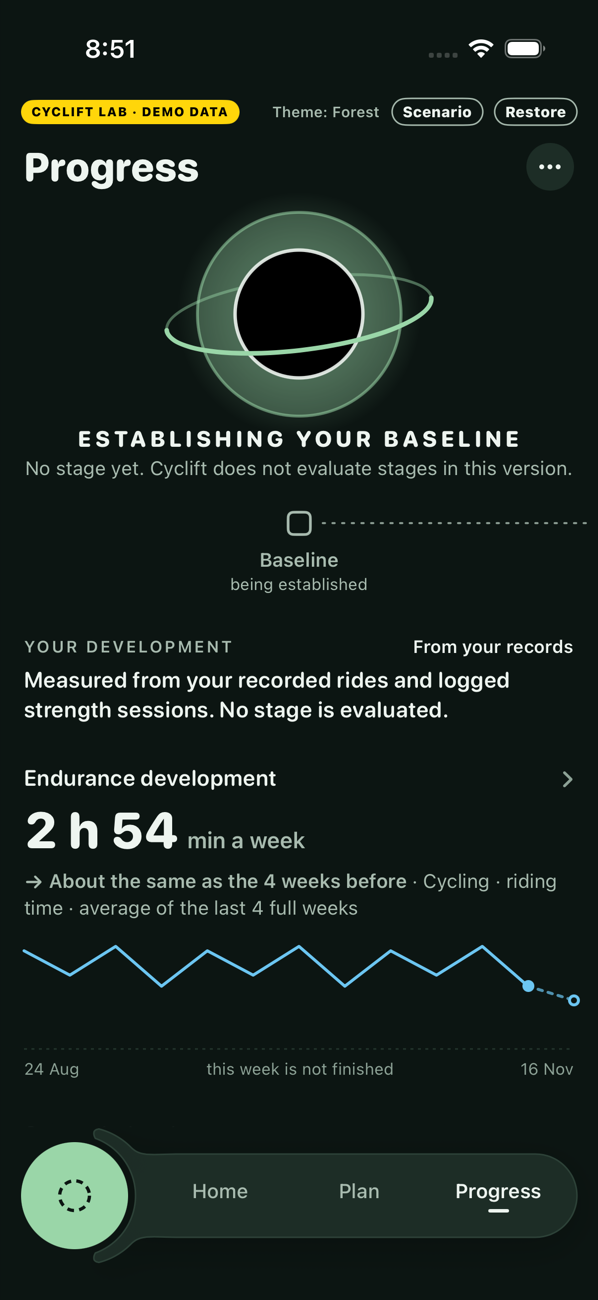 8:51
CYCLIFT LAB · DEMO DATA
Theme: Forest
Scenario
Restore
Progress
ESTABLISHING YOUR BASELINE
No stage yet. Cyclift does not evaluate stages in this version.
Baseline
being established
YOUR DEVELOPMENT
From your records
Measured from your recorded rides and logged
strength sessions. No stage is evaluated.
Endurance development
2 h 54 min a week
→ About the same as the 4 weeks before · Cycling · riding
time · average of the last 4 full weeks
24 Aug
this week is not finished
16 Nov
Home
Plan
Progress